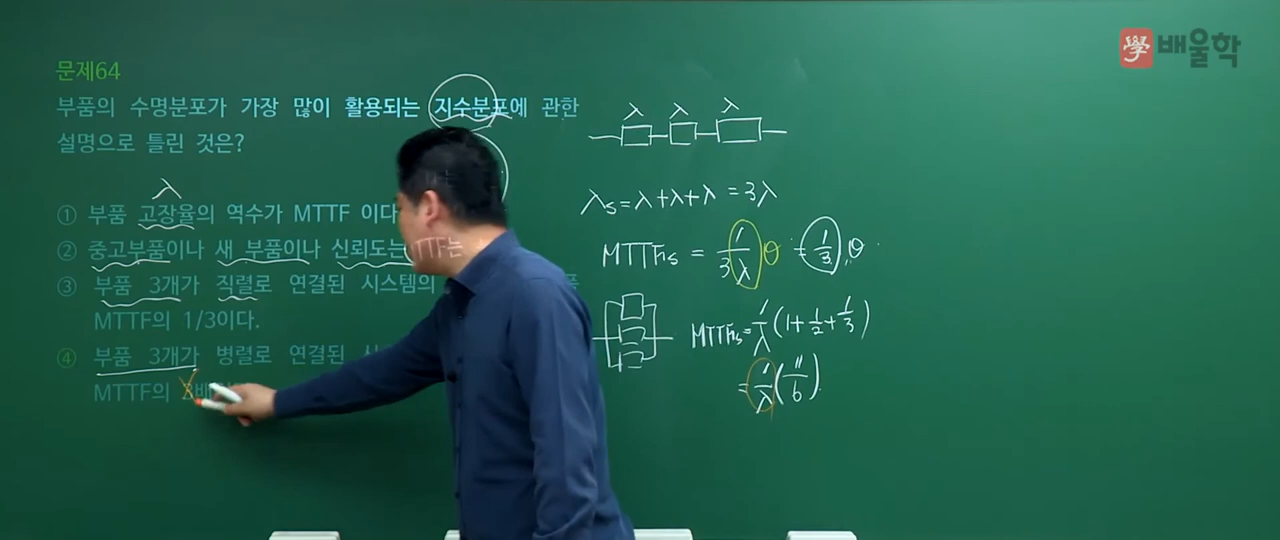 學 배울학
문제64
부품의 수명분포가 가장 많이 활용되는 지수분포에 관한
설명으로 틀린 것은?
λ
① 부품 고장율의 역수가 MTTF 이다
② 중고부품이나 새 부품이나 신뢰도는 TTF는
③ 부품 3개가 직렬로 연결된 시스템의
MTTF의 1/3이다.
④ 부품 3개가 병렬로 연결된
MTTF의 3배
λ λ λ
λs = λ+λ+λ = 3λ
MTTFs = 1/3λ θ = 1/3 θ
MTTFs = 1/λ (1+1/2+1/3)
= 1/λ (11/6).